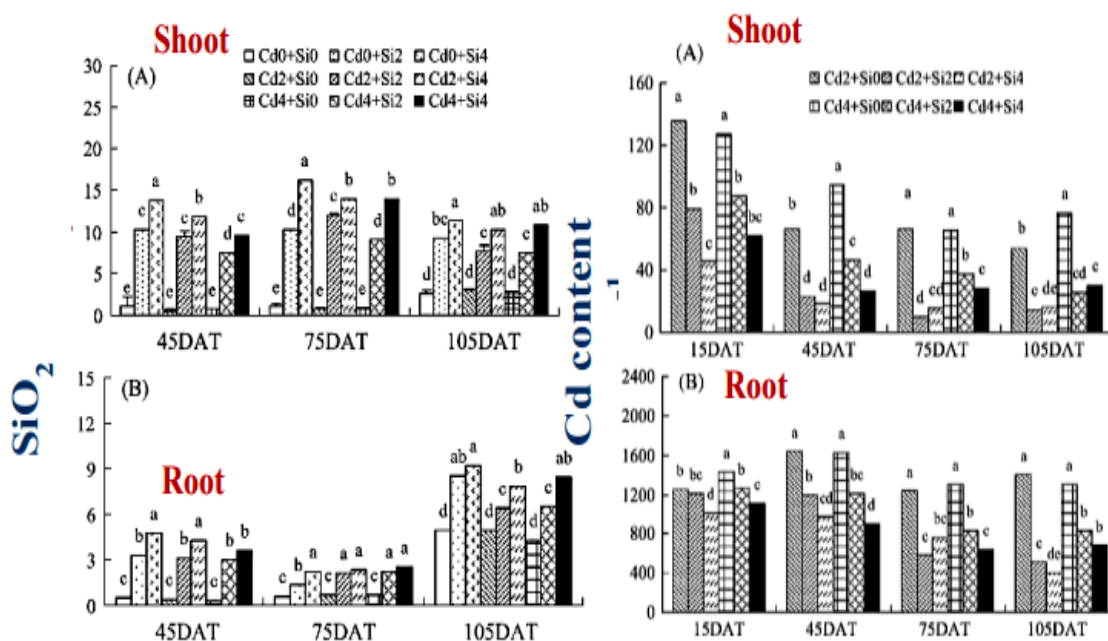 Shoot
(A)
Cd0+Si0 Cd0+Si2 Cd0+Si4
Cd2+Si0 Cd2+Si2 Cd2+Si4
Cd4+Si0 Cd4+Si2 Cd4+Si4
30
25
20
15
10
5
0
e c a e c b e d c
e d a e c b e d b
d bc a d c ab d c ab
45DAT 75DAT 105DAT
SiO2
(B)
Root
15
12
9
6
3
0
c b a c b a c b b
c b a c a a c a a
d ab a d c b d c ab
45DAT 75DAT 105DAT
Shoot
(A)
Cd2+Si0 Cd2+Si2 Cd2+Si4
Cd4+Si0 Cd4+Si2 Cd4+Si4
160
120
80
40
0
a b c a b bc
b d d a c d
a d cd a b c
a cd c
15DAT 45DAT 75DAT 105DAT
Cd content
-1
(B)
Root
2400
2000
1600
1200
800
400
0
b bc d a b c
a b cd a bc d
a d bc a b d
a a d d
15DAT 45DAT 75DAT 105DAT